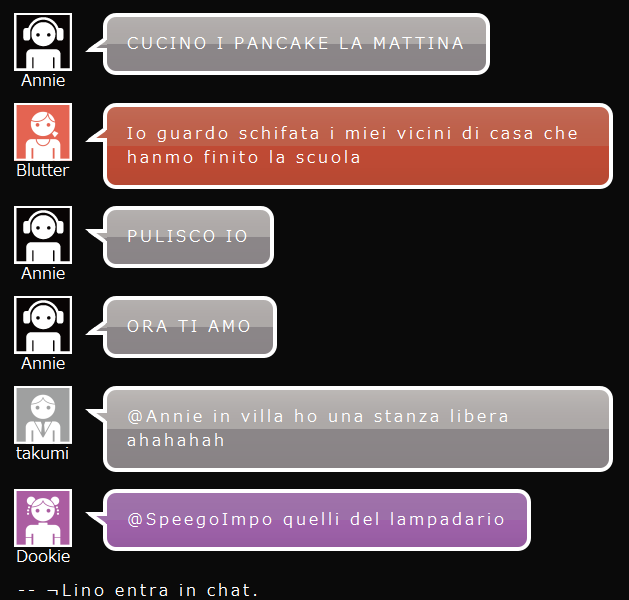 CUCINO I PANCAKE LA MATTINA
Annie
Io guardo schifata i miei vicini di casa che
hanmo finito la scuola
Blutter
PULISCO IO
Annie
ORA TI AMO
Annie
@Annie in villa ho una stanza libera
ahahahah
takumi
@SpeegoImpo quelli del lampadario
Dookie
-- ¬Lino entra in chat.